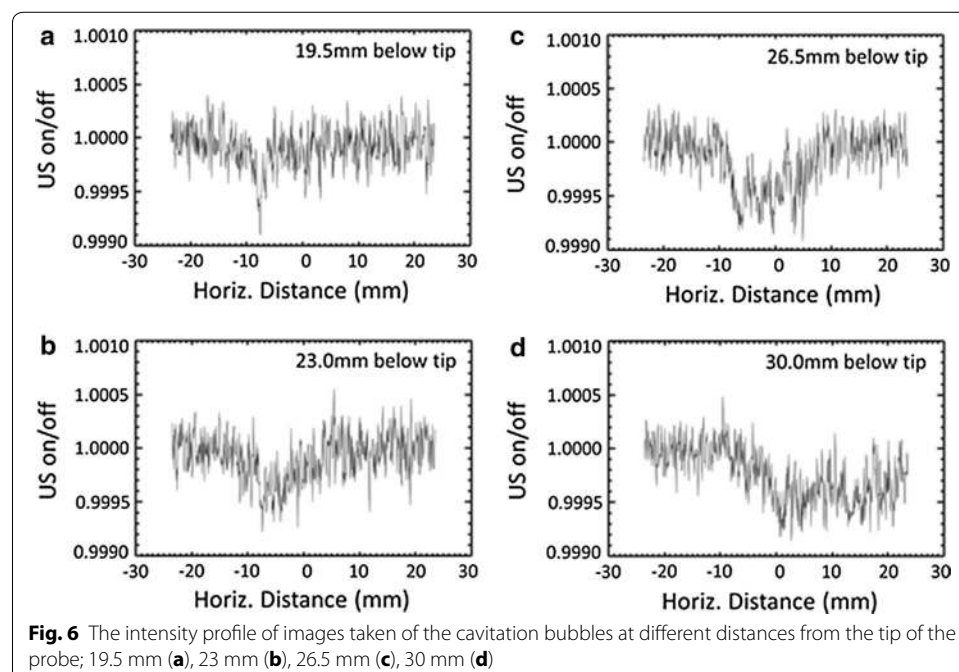 a
1.0010
1.0005
1.0000
0.9995
0.9990
US on/off
19.5mm below tip
-30 -20 -10 0 10 20 30
Horiz. Distance (mm)
c
1.0010
1.0005
1.0000
0.9995
0.9990
US on/off
26.5mm below tip
-30 -20 -10 0 10 20 30
Horiz. Distance (mm)
b
1.0010
1.0005
1.0000
0.9995
0.9990
US on/off
23.0mm below tip
-30 -20 -10 0 10 20 30
Horiz. Distance (mm)
d
1.0010
1.0005
1.0000
0.9995
0.9990
US on/off
30.0mm below tip
-30 -20 -10 0 10 20 30
Horiz. Distance (mm)
Fig. 6 The intensity profile of images taken of the cavitation bubbles at different distances from the tip of the
probe; 19.5 mm (a), 23 mm (b), 26.5 mm (c), 30 mm (d)